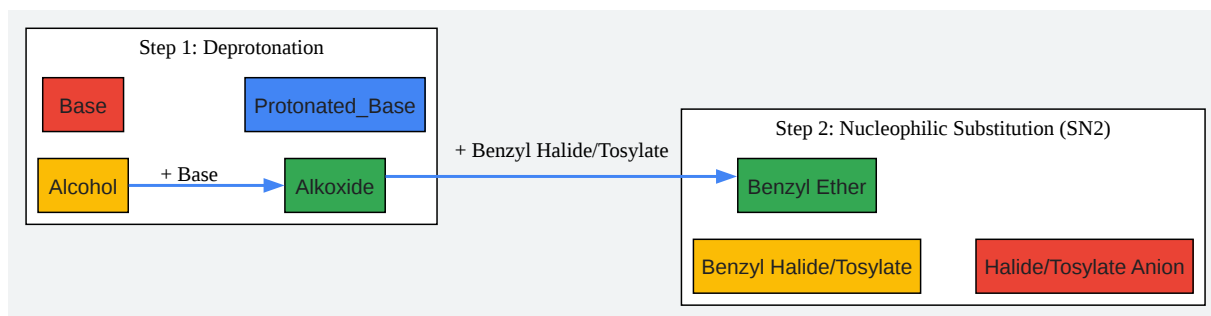 Step 1: Deprotonation
Base
Protonated_Base
Alcohol
+ Base
Alkoxide
+ Benzyl Halide/Tosylate
Step 2: Nucleophilic Substitution (SN2)
Benzyl Ether
Benzyl Halide/Tosylate
Halide/Tosylate Anion